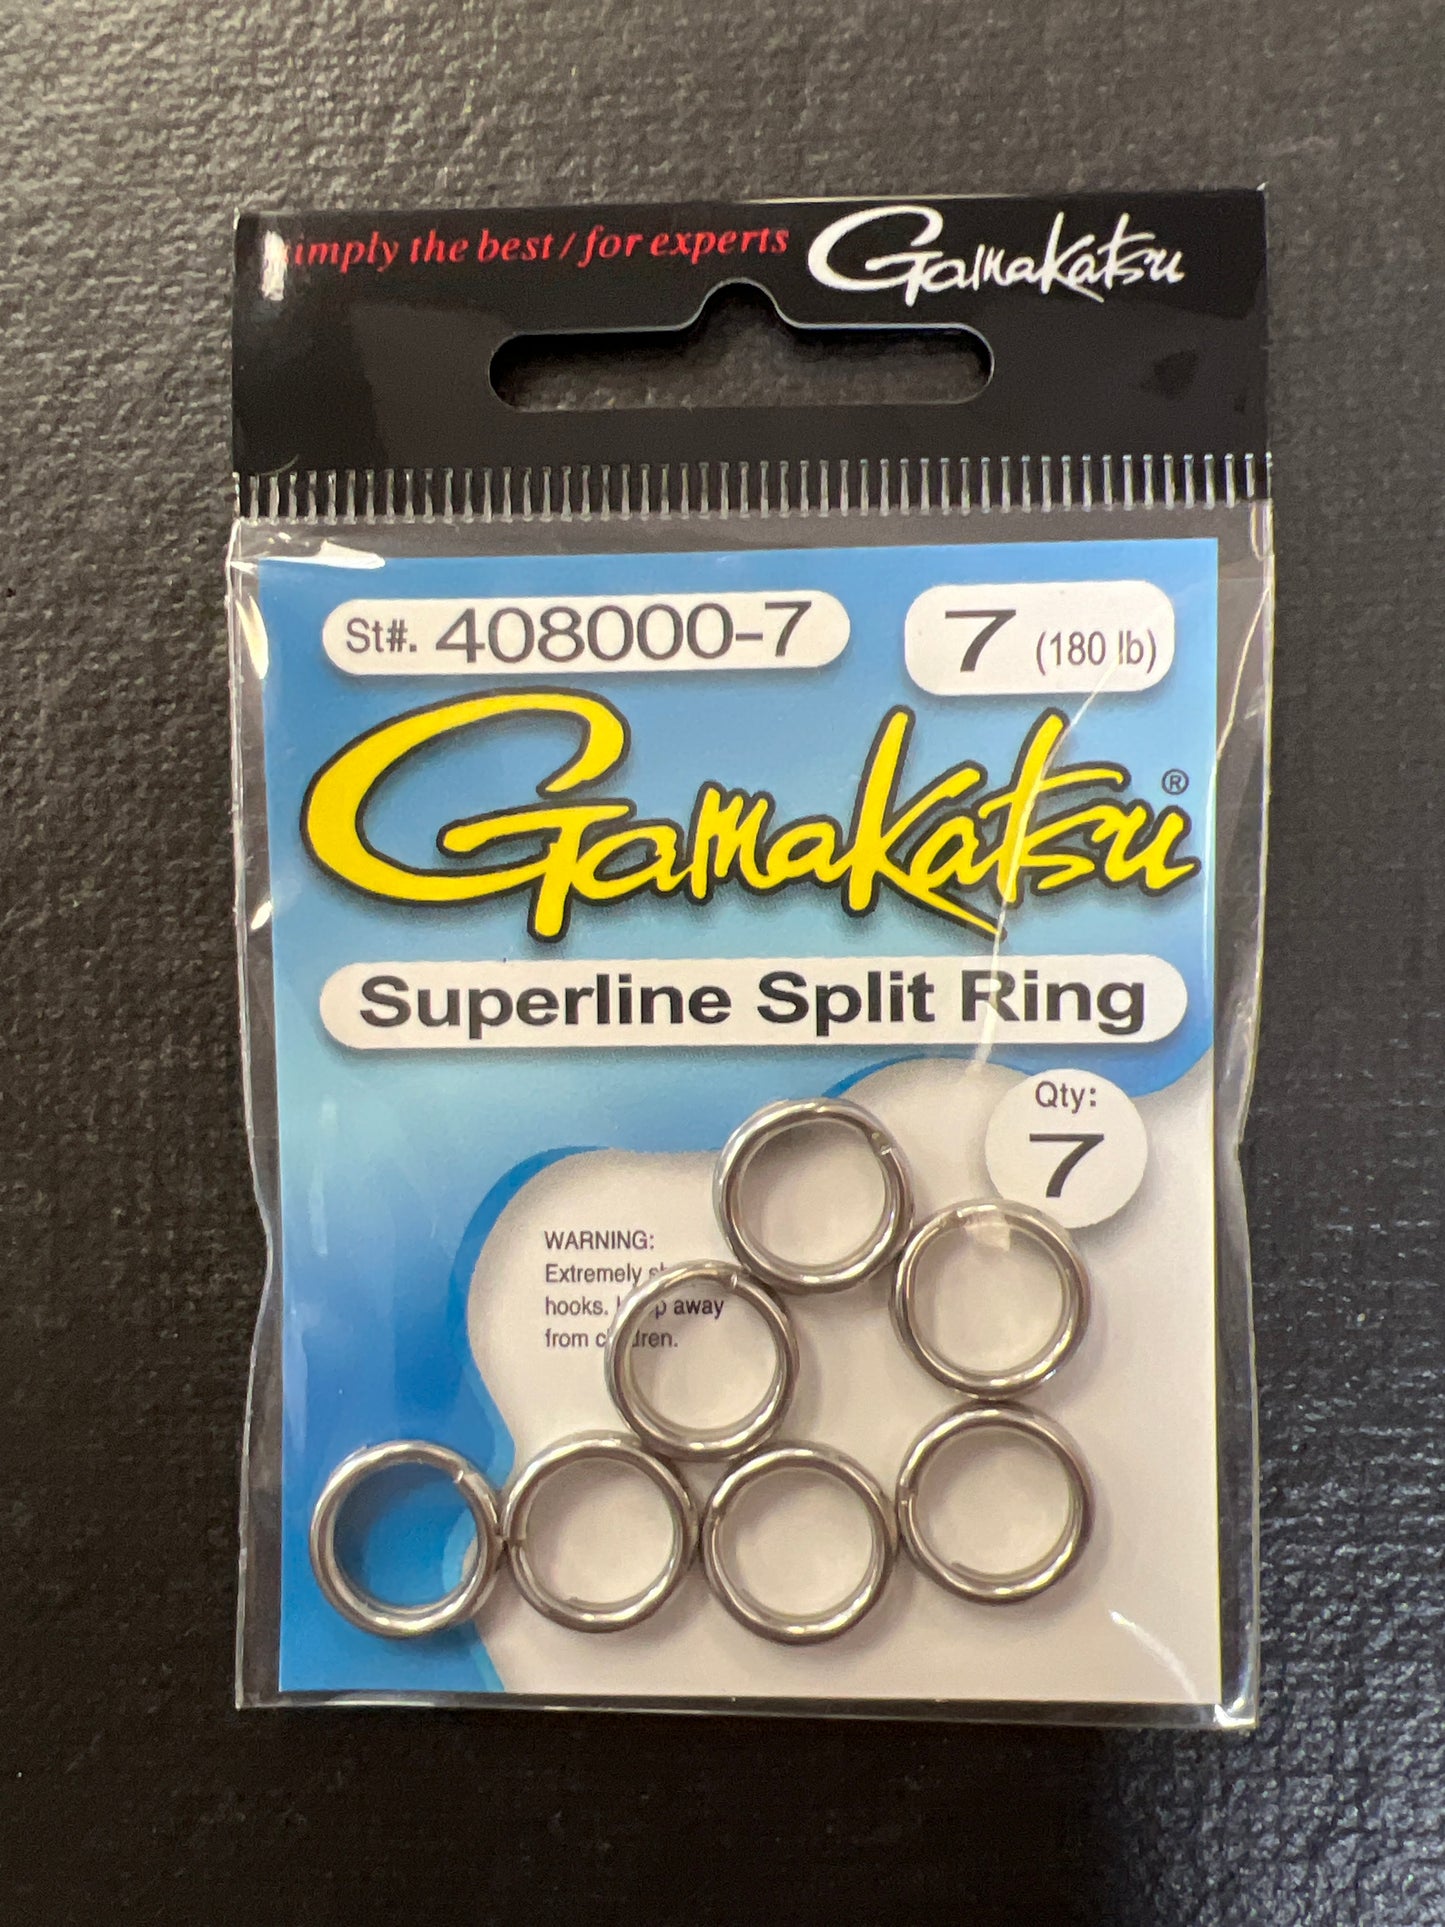 simply the best / for experts Gamakatsu
St#. 408000-7 7 (180 lb)
Gamakatsu®
Superline Split Ring
Qty:
7
WARNING:
Extremely
hooks. away
from